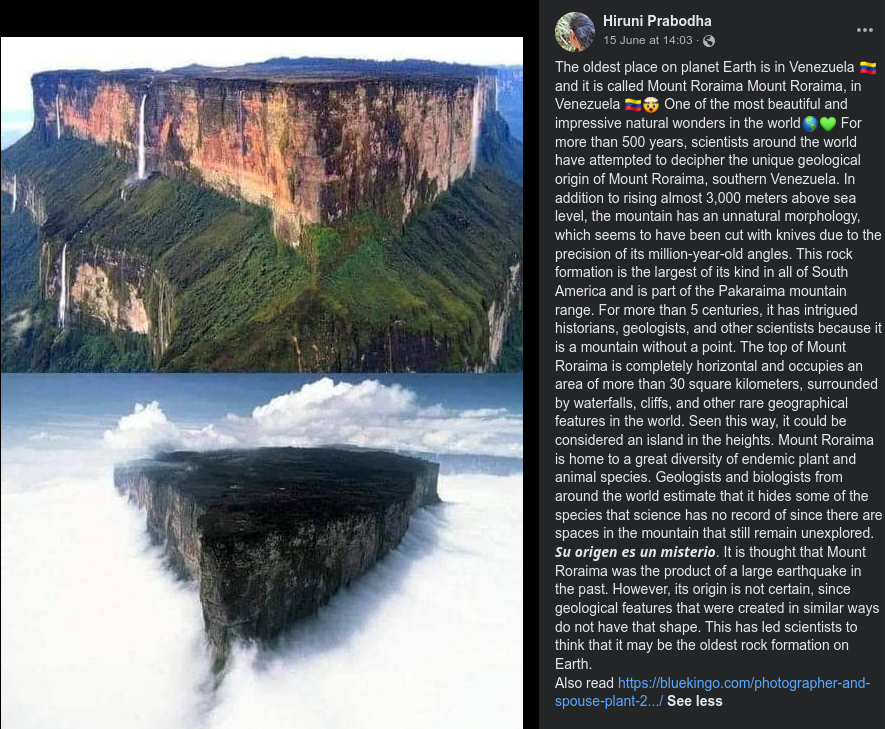 Hiruni Prabodha
15 June at 14:03 ·
The oldest place on planet Earth is in Venezuela 🇻🇪
and it is called Mount Roraima Mount Roraima, in
Venezuela 🇻🇪🤯 One of the most beautiful and
impressive natural wonders in the world🌎💚 For
more than 500 years, scientists around the world
have attempted to decipher the unique geological
origin of Mount Roraima, southern Venezuela. In
addition to rising almost 3,000 meters above sea
level, the mountain has an unnatural morphology,
which seems to have been cut with knives due to the
precision of its million-year-old angles. This rock
formation is the largest of its kind in all of South
America and is part of the Pakaraima mountain
range. For more than 5 centuries, it has intrigued
historians, geologists, and other scientists because it
is a mountain without a point. The top of Mount
Roraima is completely horizontal and occupies an
area of more than 30 square kilometers, surrounded
by waterfalls, cliffs, and other rare geographical
features in the world. Seen this way, it could be
considered an island in the heights. Mount Roraima
is home to a great diversity of endemic plant and
animal species. Geologists and biologists from
around the world estimate that it hides some of the
species that science has no record of since there are
spaces in the mountain that still remain unexplored.
Su origen es un misterio. It is thought that Mount
Roraima was the product of a large earthquake in
the past. However, its origin is not certain, since
geological features that were created in similar ways
do not have that shape. This has led scientists to
think that it may be the oldest rock formation on
Earth.
Also read https://bluekingo.com/photographer-and-
spouse-plant-2.../ See less